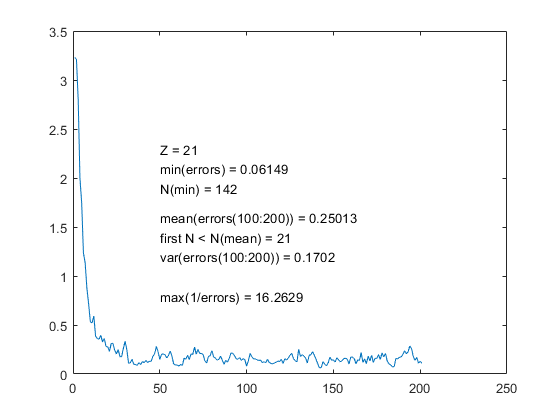 3.5
3
2.5
2
1.5
1
0.5
0
Z = 21
min(errors) = 0.06149
N(min) = 142
mean(errors(100:200)) = 0.25013
first N < N(mean) = 21
var(errors(100:200)) = 0.1702
max(1/errors) = 16.2629
0 50 100 150 200 250